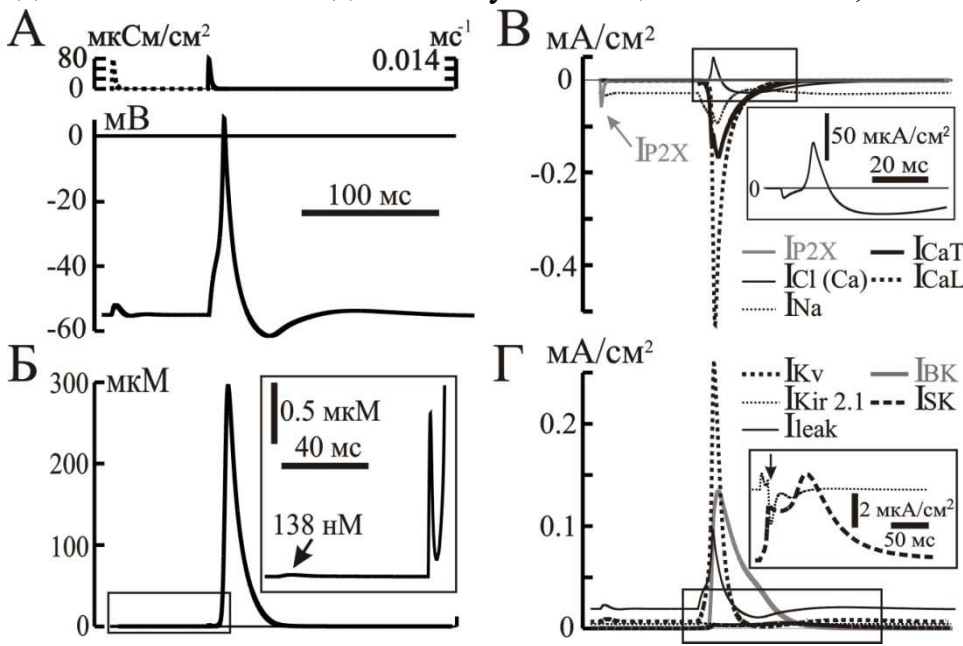 А
мкСм/см²
мс⁻¹
80
0
0.014
мВ
0
-20
-40
-60
100 мс
Б
мкМ
300
200
100
0
0.5 мкМ
40 мс
138 нМ
В
мА/см²
0
-0.2
-0.4
IP2X
50 мкА/см²
20 мс
0
IP2X
ICaT
ICl (Ca)
ICaL
INa
Г
мА/см²
0.2
0.1
0
IKv
IBK
IKir 2.1
ISK
Ileak
2 мкА/см²
50 мс